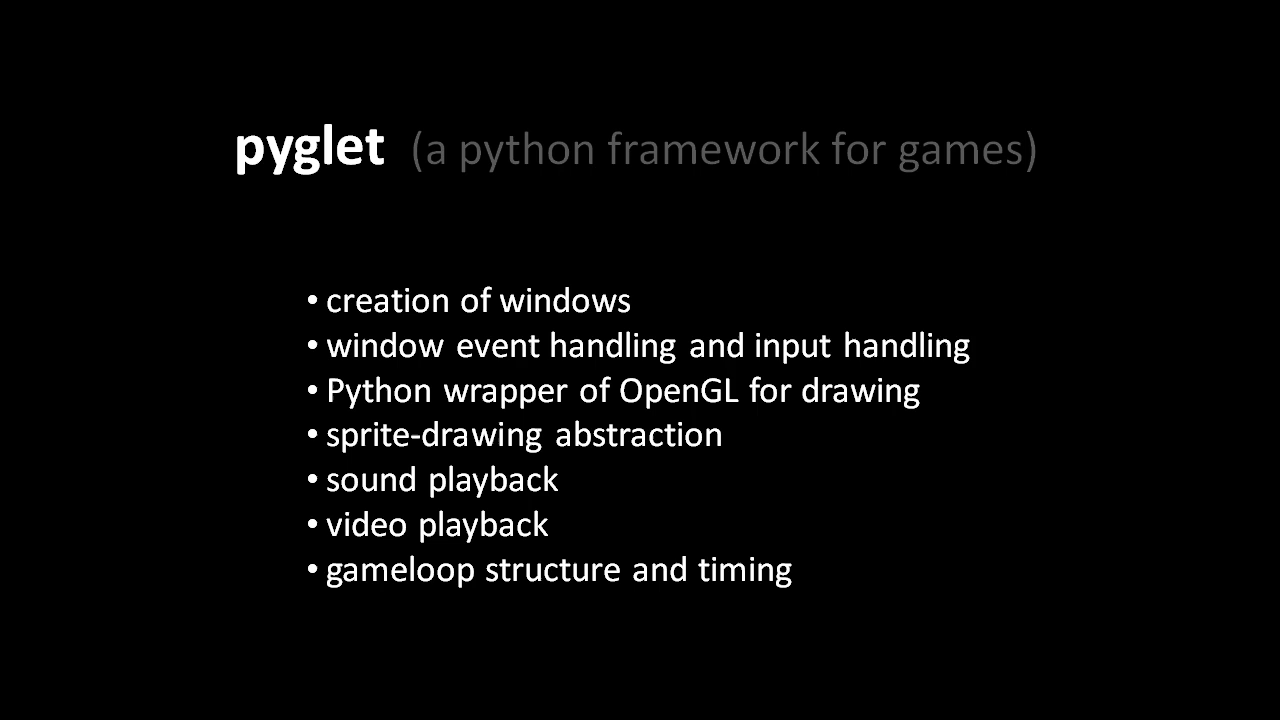 pyglet (a python framework for games)
• creation of windows
• window event handling and input handling
• Python wrapper of OpenGL for drawing
• sprite-drawing abstraction
• sound playback
• video playback
• gameloop structure and timing